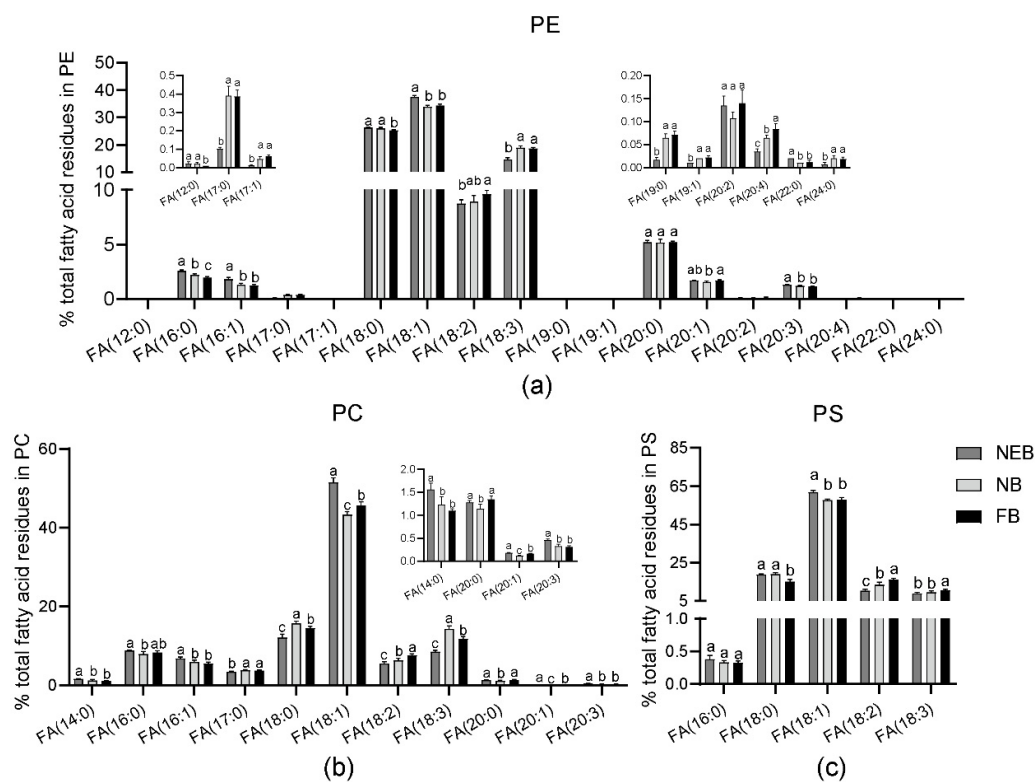 PE
% total fatty acid residues in PE
50
40
30
20
10
10
5
0
a b c
a b b
a a b
a b b
b ab a
b a a
a a a
ab b a
a b b
FA(12:0) FA(16:0) FA(16:1) FA(17:0) FA(17:1) FA(18:0) FA(18:1) FA(18:2) FA(18:3) FA(19:0) FA(19:1) FA(20:0) FA(20:1) FA(20:2) FA(20:3) FA(20:4) FA(22:0) FA(24:0)
0.5
0.4
0.3
0.2
0.1
0.0
a a b
b a a
b a a
FA(12:0) FA(17:0) FA(17:1)
0.20
0.15
0.10
0.05
0.00
b a a
b a a
a a a
c b a
a b b
b a a
FA(19:0) FA(19:1) FA(20:2) FA(20:4) FA(22:0) FA(24:0)
(a)
PC
% total fatty acid residues in PC
60
40
20
0
a b b
a b ab
a b b
b a a
c a b
a c b
c b a
c a b
a b a
a c b
a b b
FA(14:0) FA(16:0) FA(16:1) FA(17:0) FA(18:0) FA(18:1) FA(18:2) FA(18:3) FA(20:0) FA(20:1) FA(20:3)
2.0
1.5
1.0
0.5
0.0
a b b
a b a
a c b
a b b
FA(14:0) FA(20:0) FA(20:1) FA(20:3)
(b)
PS
% total fatty acid residues in PS
85
65
45
25
5
1.0
0.5
0.0
a a a
a a b
a b b
c b a
b b a
FA(16:0) FA(18:0) FA(18:1) FA(18:2) FA(18:3)
(c)
NEB
NB
FB